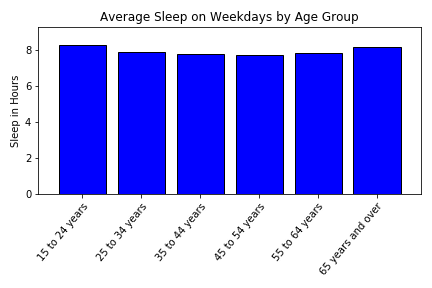 Average Sleep on Weekdays by Age Group
Sleep in Hours
8
6
4
2
0
15 to 24 years
25 to 34 years
35 to 44 years
45 to 54 years
55 to 64 years
65 years and over